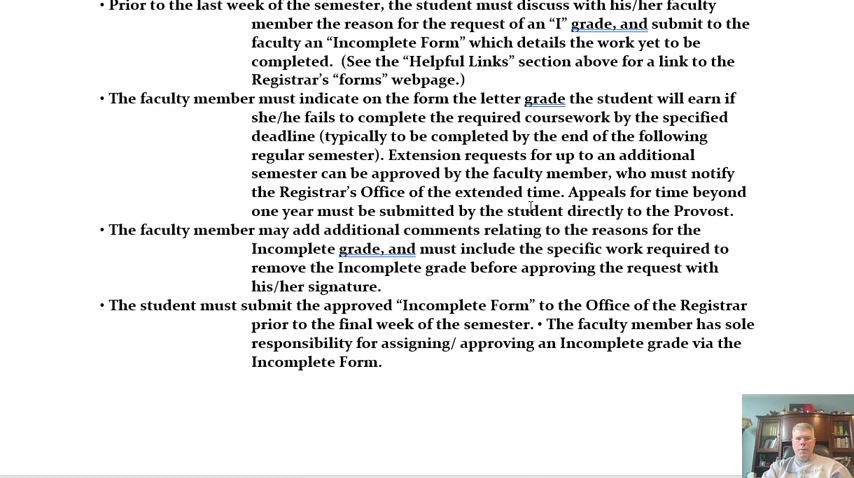 • Prior to the last week of the semester, the student must discuss with his/her faculty
member the reason for the request of an “I” grade, and submit to the
faculty an “Incomplete Form” which details the work yet to be
completed. (See the “Helpful Links” section above for a link to the
Registrar’s “forms” webpage.)
• The faculty member must indicate on the form the letter grade the student will earn if
she/he fails to complete the required coursework by the specified
deadline (typically to be completed by the end of the following
regular semester). Extension requests for up to an additional
semester can be approved by the faculty member, who must notify
the Registrar’s Office of the extended time. Appeals for time beyond
one year must be submitted by the student directly to the Provost.
• The faculty member may add additional comments relating to the reasons for the
Incomplete grade, and must include the specific work required to
remove the Incomplete grade before approving the request with
his/her signature.
• The student must submit the approved “Incomplete Form” to the Office of the Registrar
prior to the final week of the semester. • The faculty member has sole
responsibility for assigning/ approving an Incomplete grade via the
Incomplete Form.